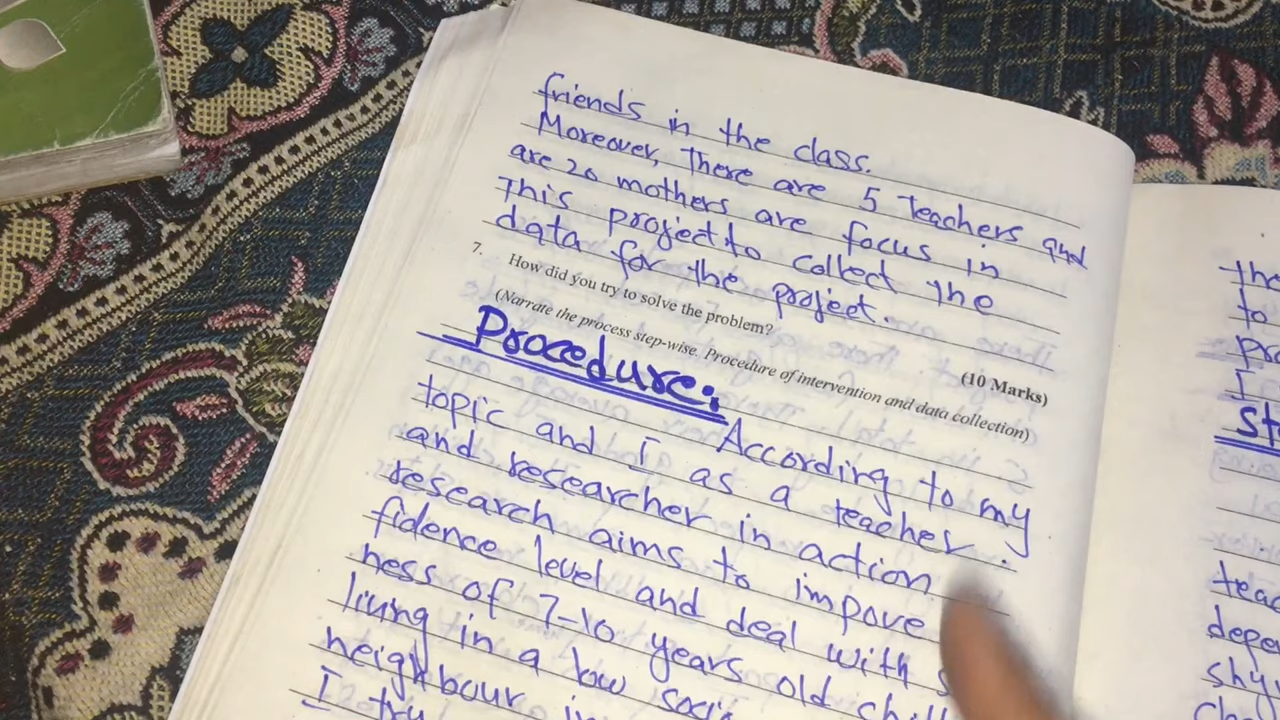 friends in the class.
Moreover, There are 5 Teachers and
are 20 mothers are focus in
This project to collect the
data for the project.
7. How did you try to solve the problem?
(10 Marks)
(Narrate the process step-wise. Procedure of intervention and data collection)
Procedure:
According to my
topic and I as a teacher.
and researcher in action
research aims to impove
fidence level and deal with
ness of 7-10 years old
living in a low
neighbour
I try
to
I